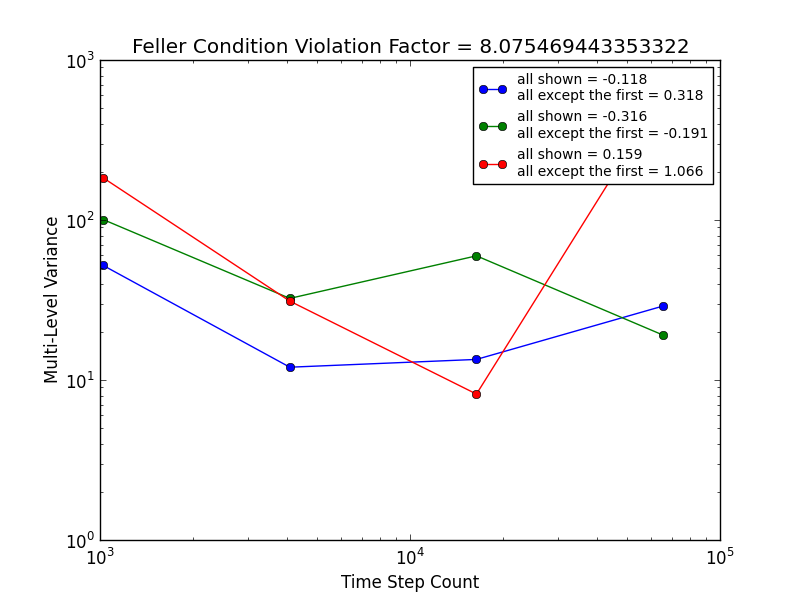 Feller Condition Violation Factor = 8.075469443353322
10³
all shown = -0.118
all except the first = 0.318
all shown = -0.316
all except the first = -0.191
all shown = 0.159
all except the first = 1.066
10²
Multi-Level Variance
10¹
10⁰
10³ 10⁴ 10⁵
Time Step Count